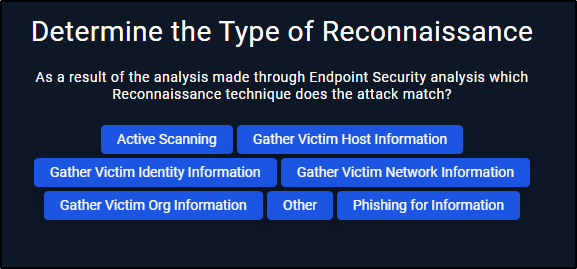 Determine the Type of Reconnaissance
As a result of the analysis made through Endpoint Security analysis which
Reconnaissance technique does the attack match?
Active Scanning Gather Victim Host Information
Gather Victim Identity Information Gather Victim Network Information
Gather Victim Org Information Other Phishing for Information